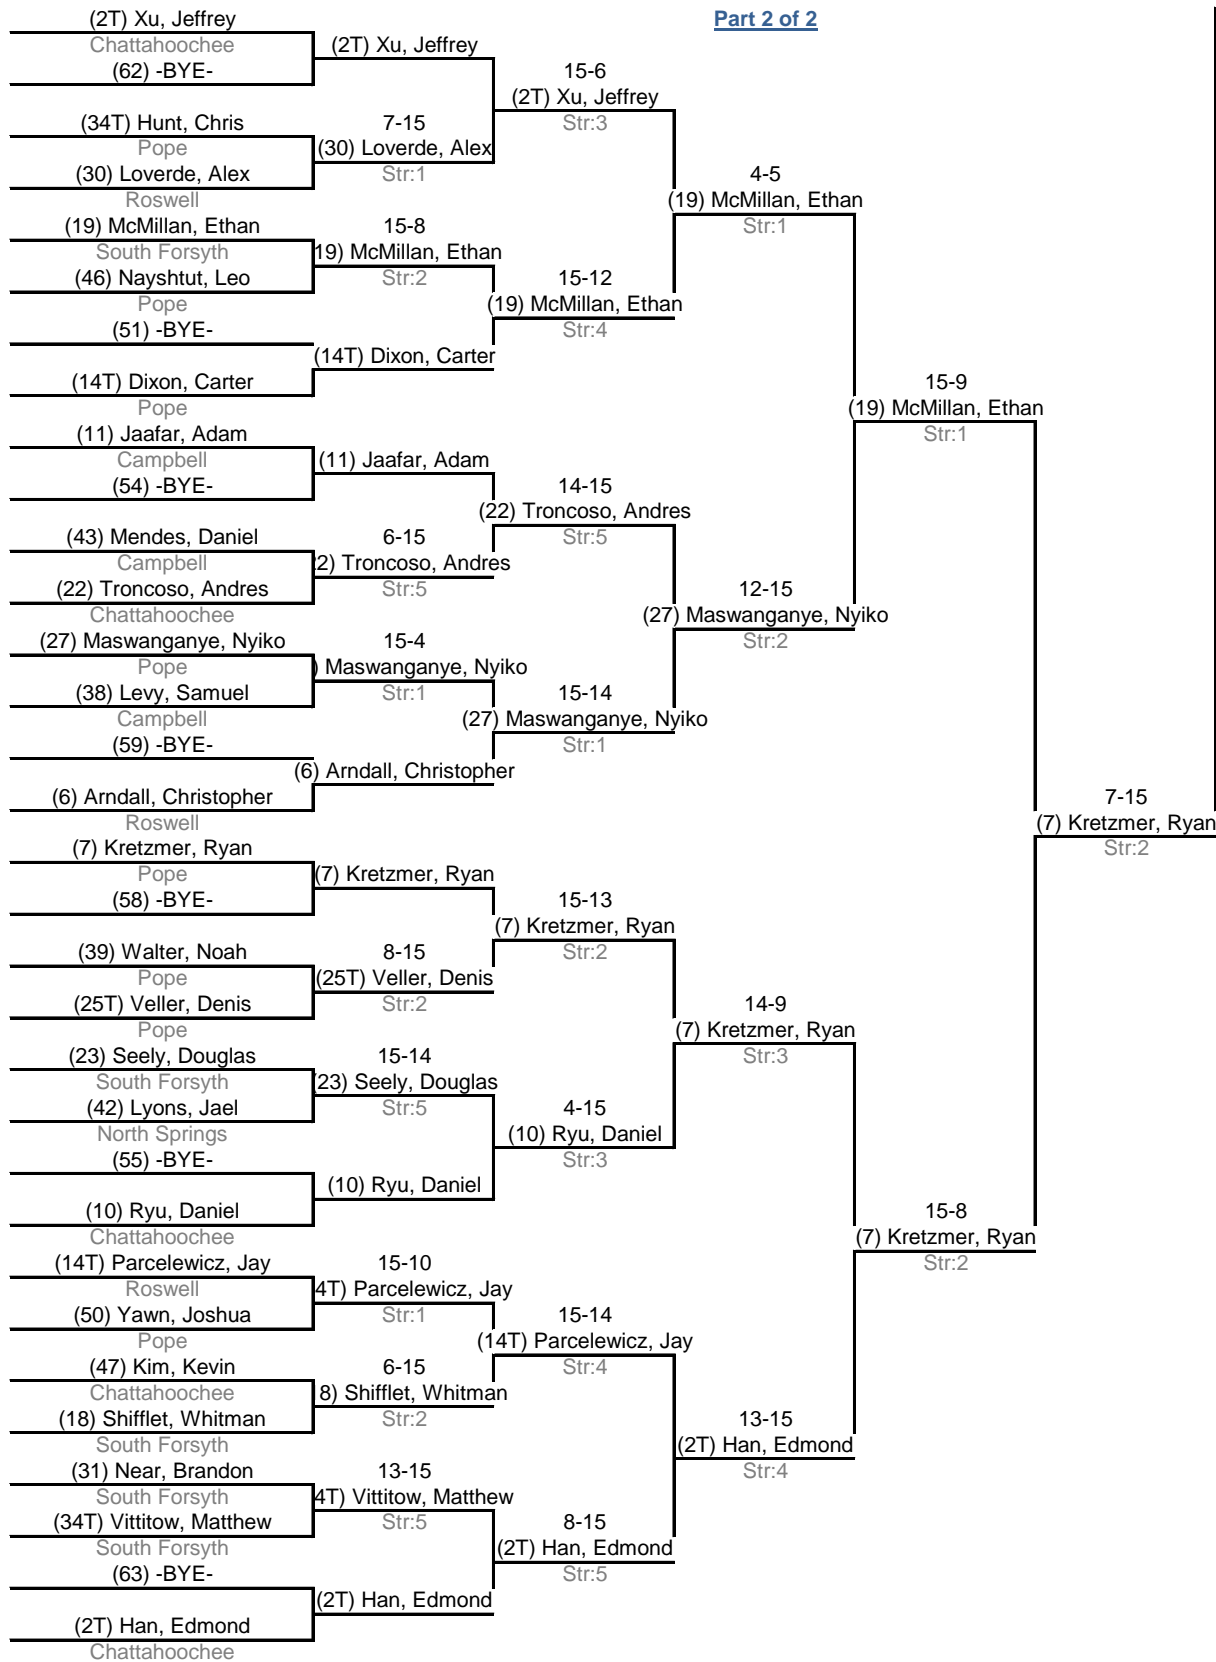 Part 2 of 2
(2T) Xu, Jeffrey
Chattahoochee
(62) -BYE-
(34T) Hunt, Chris
Pope
(30) Loverde, Alex
Roswell
(19) McMillan, Ethan
South Forsyth
(46) Nayshtut, Leo
Pope
(51) -BYE-
(14T) Dixon, Carter
Pope
(11) Jaafar, Adam
Campbell
(54) -BYE-
(43) Mendes, Daniel
Campbell
(22) Troncoso, Andres
Chattahoochee
(27) Maswanganye, Nyiko
Pope
(38) Levy, Samuel
Campbell
(59) -BYE-
(6) Arndall, Christopher
Roswell
(7) Kretzmer, Ryan
Pope
(58) -BYE-
(39) Walter, Noah
Pope
(25T) Veller, Denis
Pope
(23) Seely, Douglas
South Forsyth
(42) Lyons, Jael
North Springs
(55) -BYE-
(10) Ryu, Daniel
Chattahoochee
(14T) Parcelewicz, Jay
Roswell
(50) Yawn, Joshua
Pope
(47) Kim, Kevin
Chattahoochee
(18) Shifflet, Whitman
South Forsyth
(31) Near, Brandon
South Forsyth
(34T) Vittitow, Matthew
South Forsyth
(63) -BYE-
(2T) Han, Edmond
Chattahoochee
(2T) Xu, Jeffrey
7-15
(30) Loverde, Alex
Str:1
15-8
19) McMillan, Ethan
Str:2
(14T) Dixon, Carter
(11) Jaafar, Adam
6-15
2) Troncoso, Andres
Str:5
15-4
) Maswanganye, Nyiko
Str:1
(6) Arndall, Christopher
(7) Kretzmer, Ryan
8-15
(25T) Veller, Denis
Str:2
15-14
(23) Seely, Douglas
Str:5
(10) Ryu, Daniel
15-10
4T) Parcelewicz, Jay
Str:1
6-15
8) Shifflet, Whitman
Str:2
13-15
4T) Vittitow, Matthew
Str:5
(2T) Han, Edmond
15-6
(2T) Xu, Jeffrey
Str:3
15-12
(19) McMillan, Ethan
Str:4
14-15
(22) Troncoso, Andres
Str:5
15-14
(27) Maswanganye, Nyiko
Str:1
15-13
(7) Kretzmer, Ryan
Str:2
4-15
(10) Ryu, Daniel
Str:3
15-14
(14T) Parcelewicz, Jay
Str:4
8-15
(2T) Han, Edmond
Str:5
4-5
(19) McMillan, Ethan
Str:1
12-15
(27) Maswanganye, Nyiko
Str:2
14-9
(7) Kretzmer, Ryan
Str:3
13-15
(2T) Han, Edmond
Str:4
15-9
(19) McMillan, Ethan
Str:1
15-8
(7) Kretzmer, Ryan
Str:2
7-15
(7) Kretzmer, Ryan
Str:2